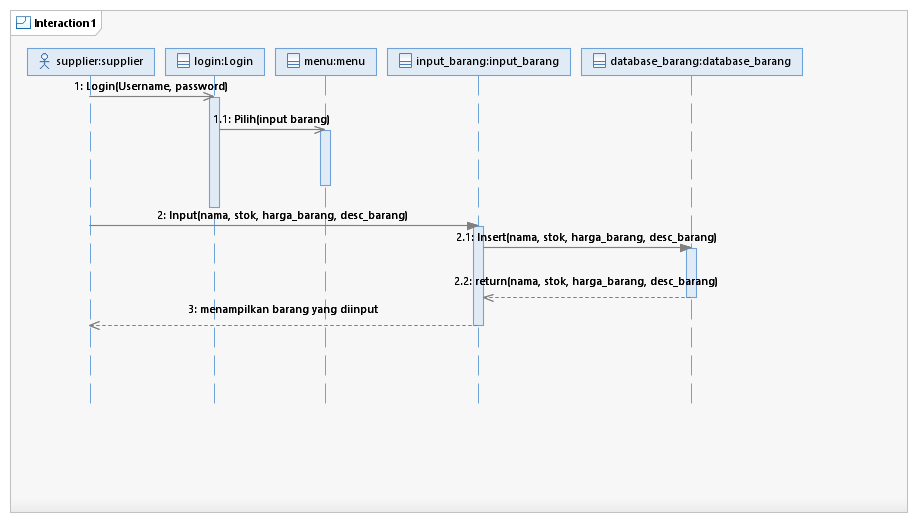 Interaction1
supplier:supplier
login:Login
menu:menu
input_barang:input_barang
database_barang:database_barang
1: Login(Username, password)
1.1: Pilih(input barang)
2: Input(nama, stok, harga_barang, desc_barang)
2.1: Insert(nama, stok, harga_barang, desc_barang)
2.2: return(nama, stok, harga_barang, desc_barang)
3: menampilkan barang yang diinput